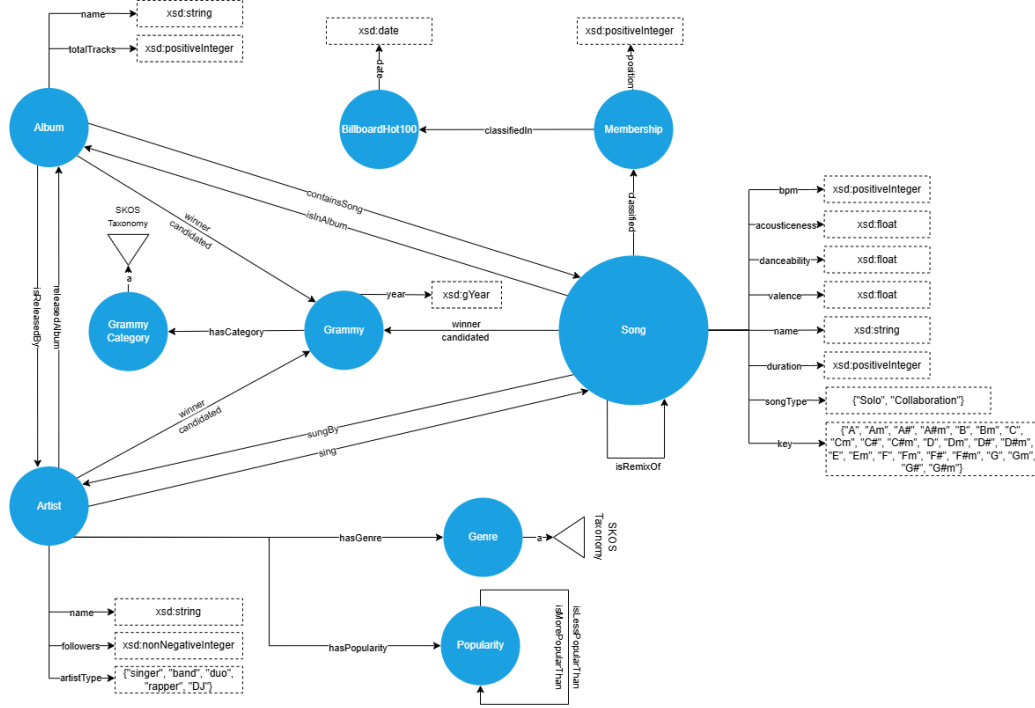 name
xsd:string
totalTracks
xsd:positiveInteger
xsd:date
xsd:positiveInteger
date
position
Album
BillboardHot100
classifiedIn
Membership
containsSong
isInAlbum
classified
winner
candidated
SKOS
Taxonomy
a
isReleasedBy
releasedAlbum
Grammy
Category
hasCategory
Grammy
year
xsd:gYear
winner
candidated
Song
bpm
xsd:positiveInteger
acousticeness
xsd:float
danceability
xsd:float
valence
xsd:float
name
xsd:string
duration
xsd:positiveInteger
songType
{"Solo", "Collaboration"}
key
{"A", "Am", "A#", "A#m", "B", "Bm", "C",
"Cm", "C#", "C#m", "D", "Dm", "D#", "D#m",
"E", "Em", "F", "Fm", "F#", "F#m", "G", "Gm",
"G#", "G#m"}
isRemixOf
winner
candidated
sungBy
sing
Artist
hasGenre
Genre
a
SKOS
Taxonomy
name
xsd:string
followers
xsd:nonNegativeInteger
artistType
{"singer", "band", "duo",
"rapper", "DJ"}
hasPopularity
Popularity
isLessPopularThan
isMorePopularThan